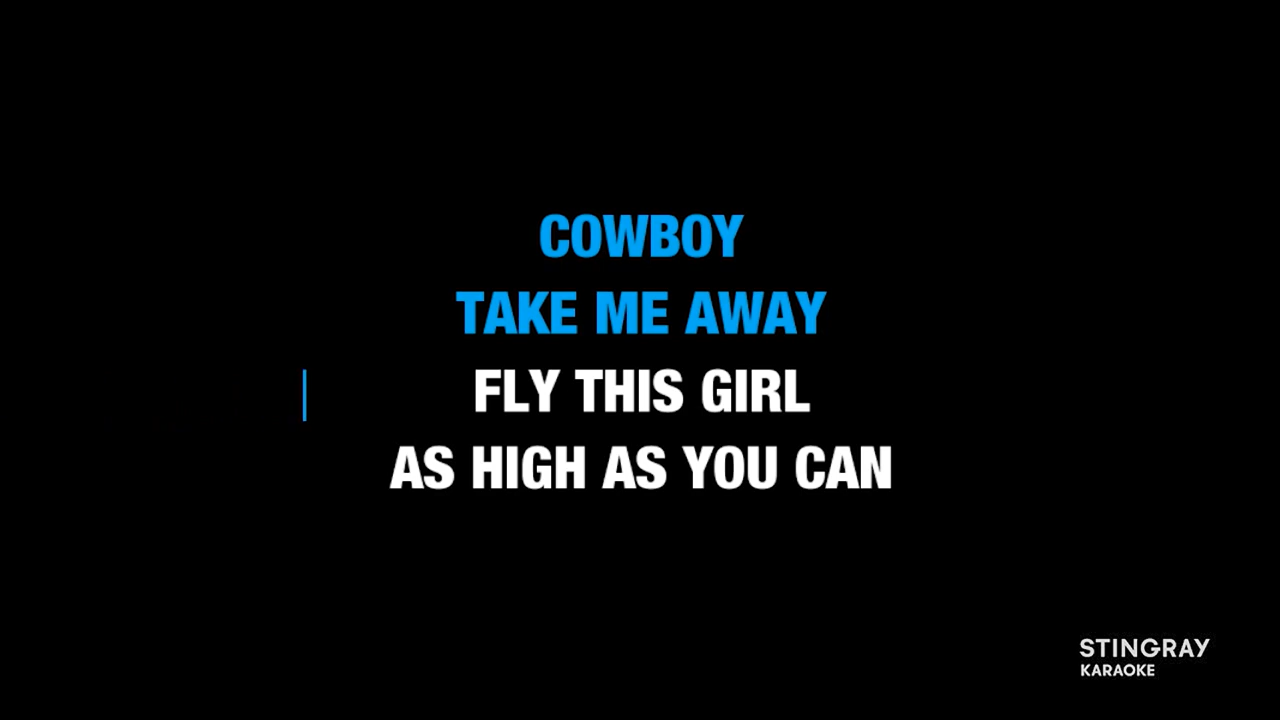 COWBOY
TAKE ME AWAY
FLY THIS GIRL
AS HIGH AS YOU CAN
STINGRAY
KARAOKE